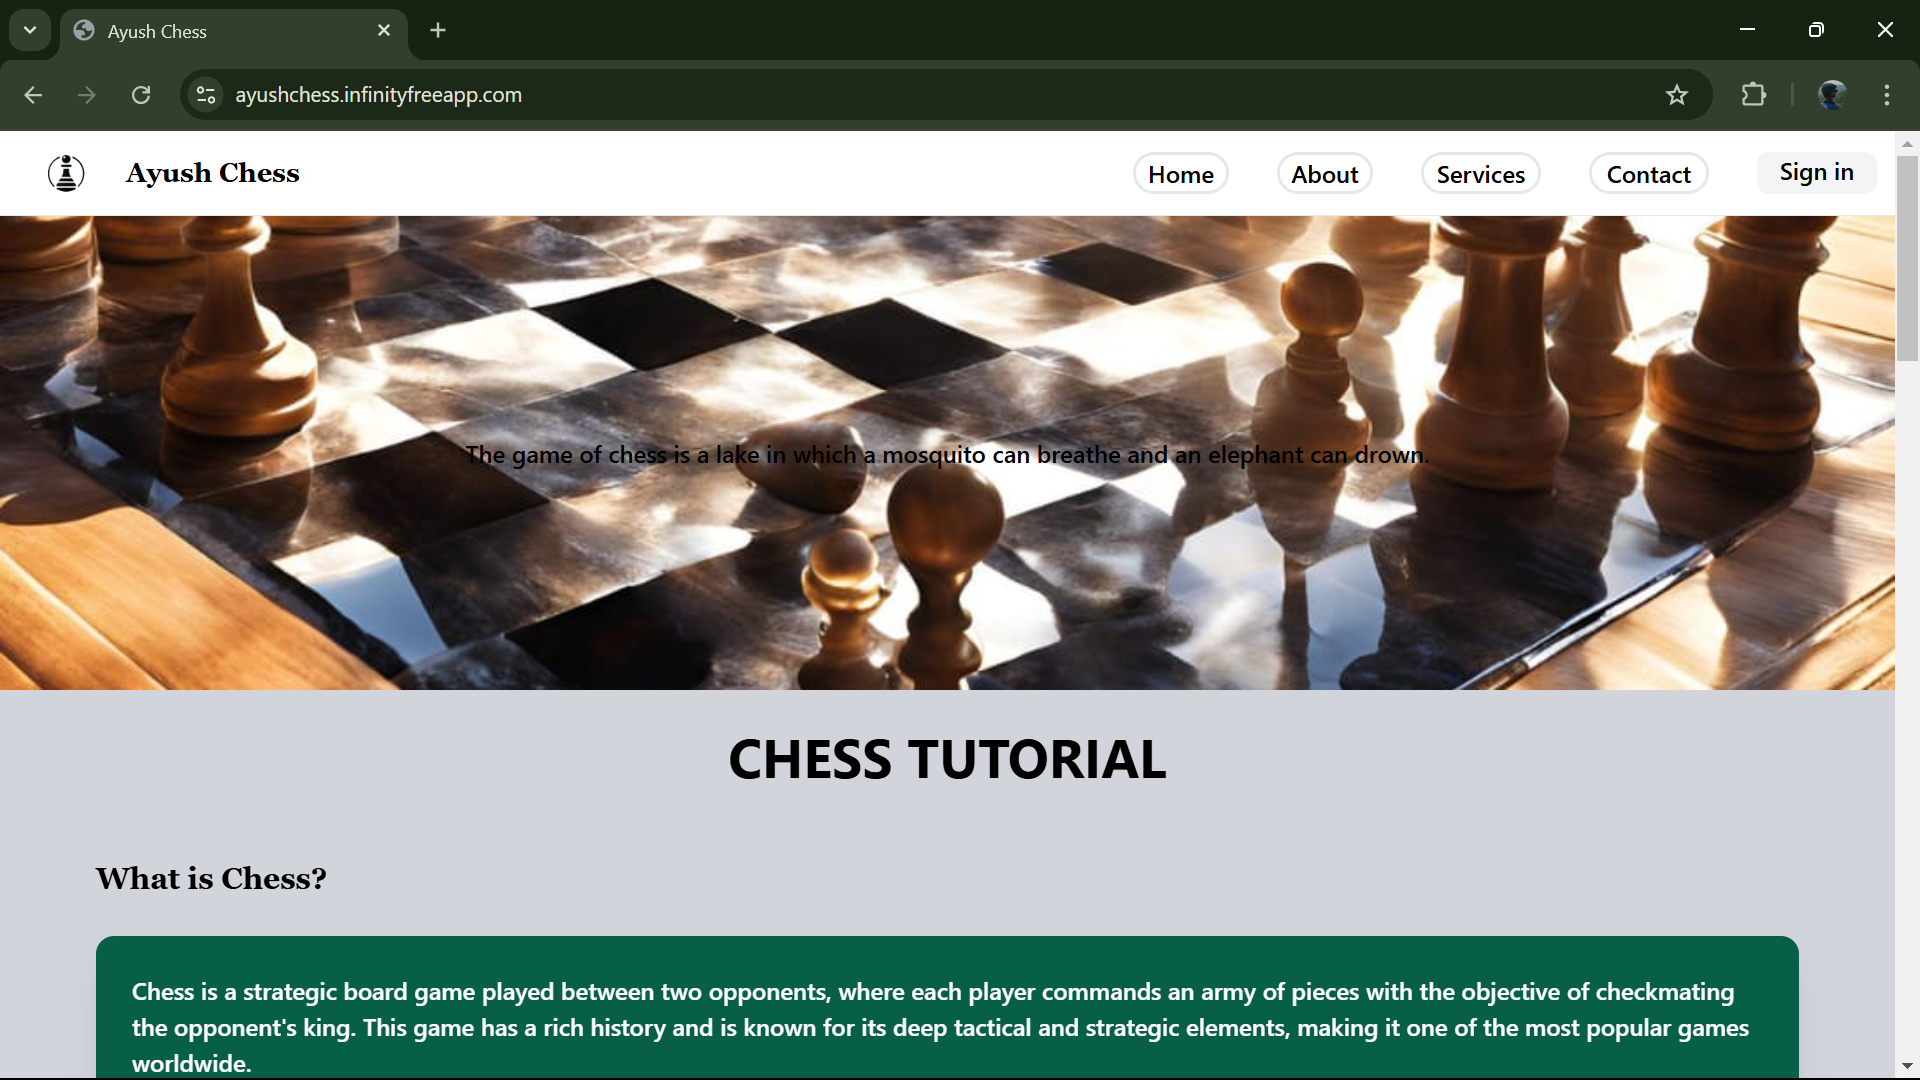 Ayush Chess
ayushchess.infinityfreeapp.com
Ayush Chess
Home
About
Services
Contact
Sign in
The game of chess is a lake in which a mosquito can breathe and an elephant can drown.
CHESS TUTORIAL
What is Chess?
Chess is a strategic board game played between two opponents, where each player commands an army of pieces with the objective of checkmating
the opponent's king. This game has a rich history and is known for its deep tactical and strategic elements, making it one of the most popular games
worldwide.